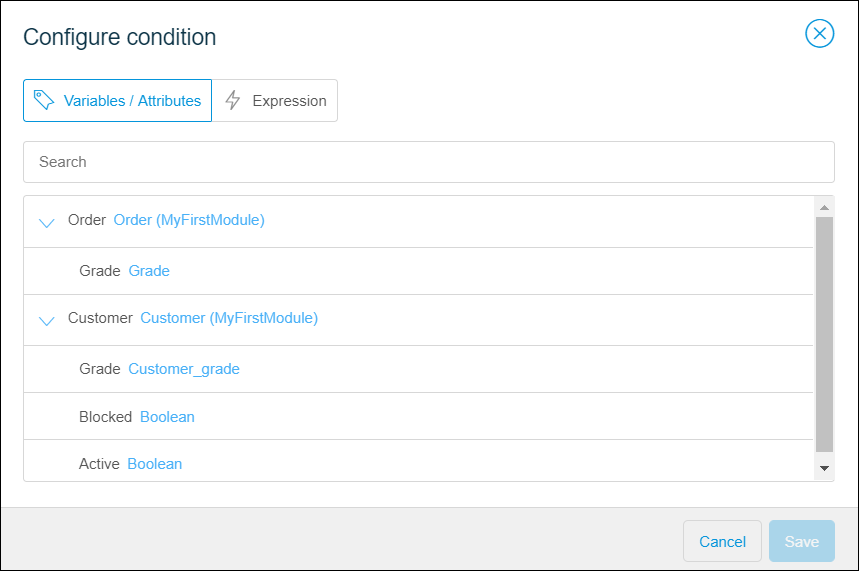 Configure condition
Variables / Attributes Expression
Search
Order Order (MyFirstModule)
Grade Grade
Customer Customer (MyFirstModule)
Grade Customer_grade
Blocked Boolean
Active Boolean
Cancel Save